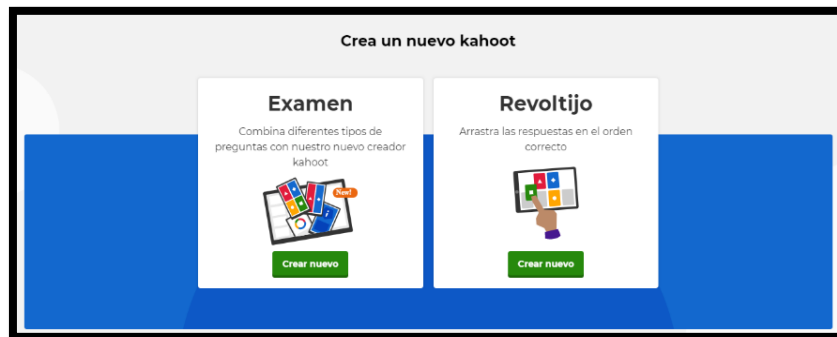 Crea un nuevo kahoot
Examen
Combina diferentes tipos de
preguntas con nuestro nuevo creador
kahoot
New!
Crear nuevo
Revoltijo
Arrastra las respuestas en el orden
correcto
Crear nuevo